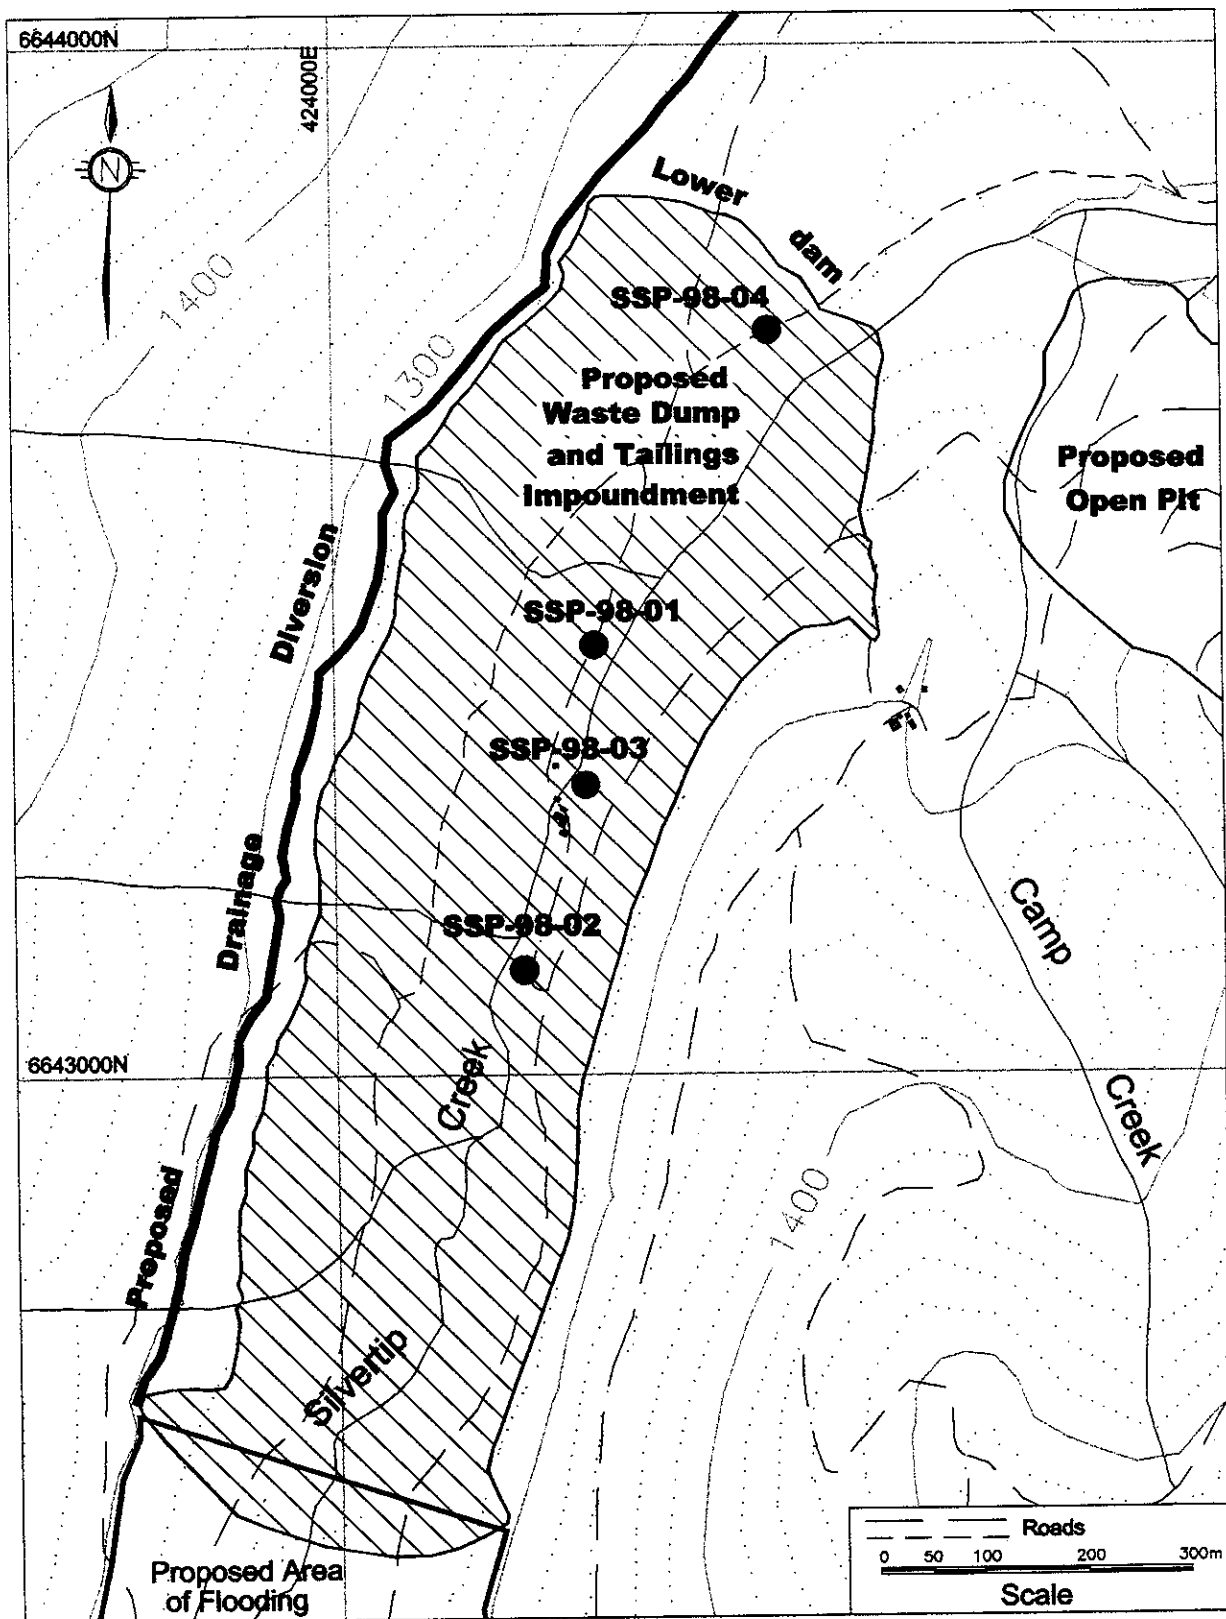 6644000N
424000E
N
Lower
dam
1400
SSP-98-04
1300
Proposed
Waste Dump
and Tailings
Impoundment
Proposed
Open Pit
Diversion
SSP-98-01
SSP-98-03
Drainage
SSP-98-02
Camp
6643000N
Creek
Creek
Proposed
1400
Silvertip
Roads
0 50 100 200 300m
Scale
Proposed Area
of Flooding